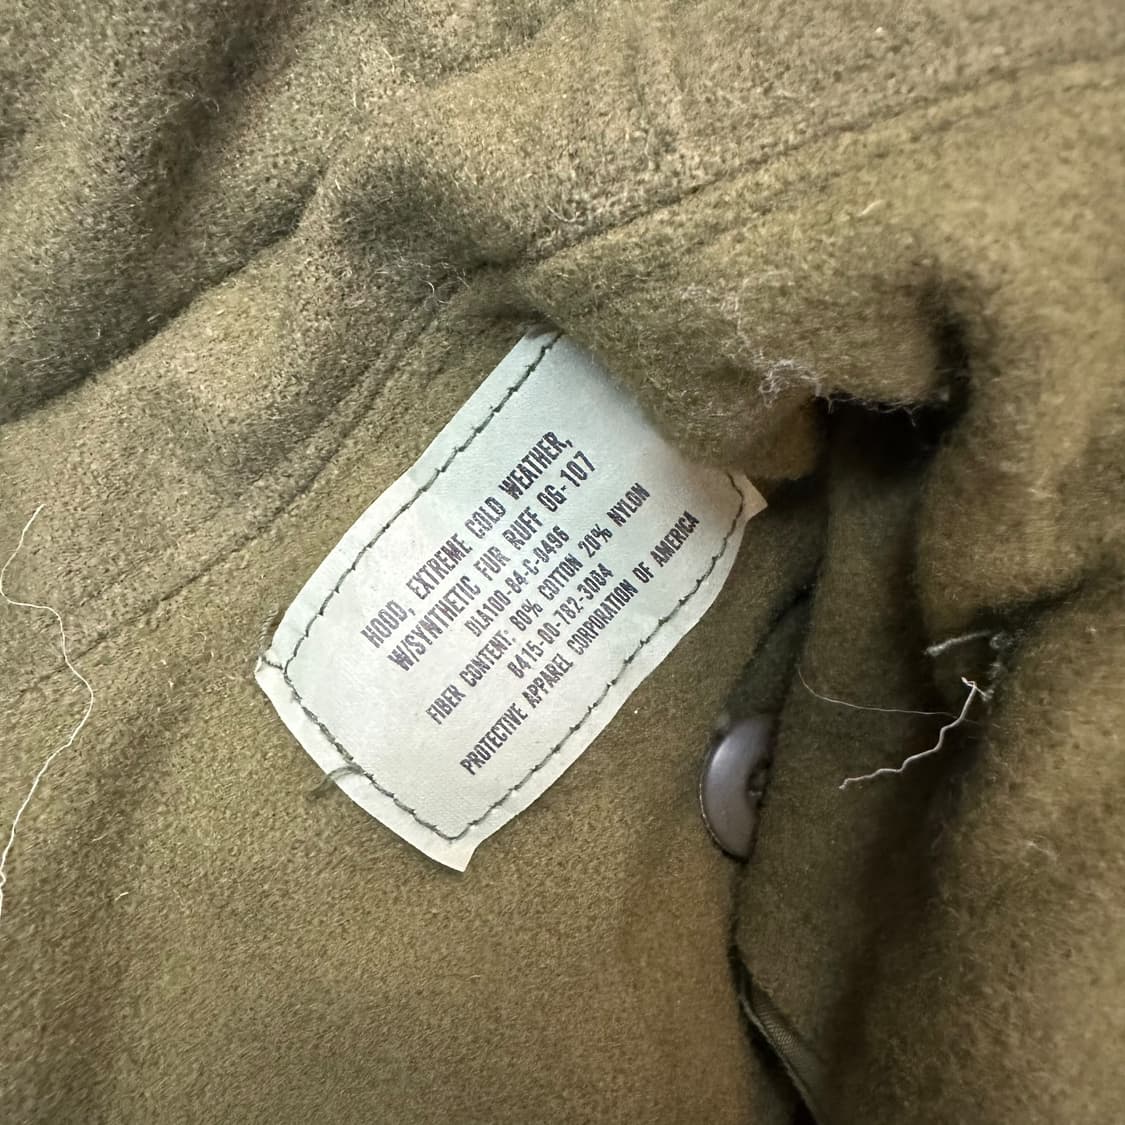 HOOD, EXTREME COLD WEATHER,
W/SYNTHETIC FUR RUFF OG-107
DLA100-84-C-0496
FIBER CONTENT: 80% COTTON 20% NYLON
8415-00-782-3084
PROTECTIVE APPAREL CORPORATION OF AMERICA